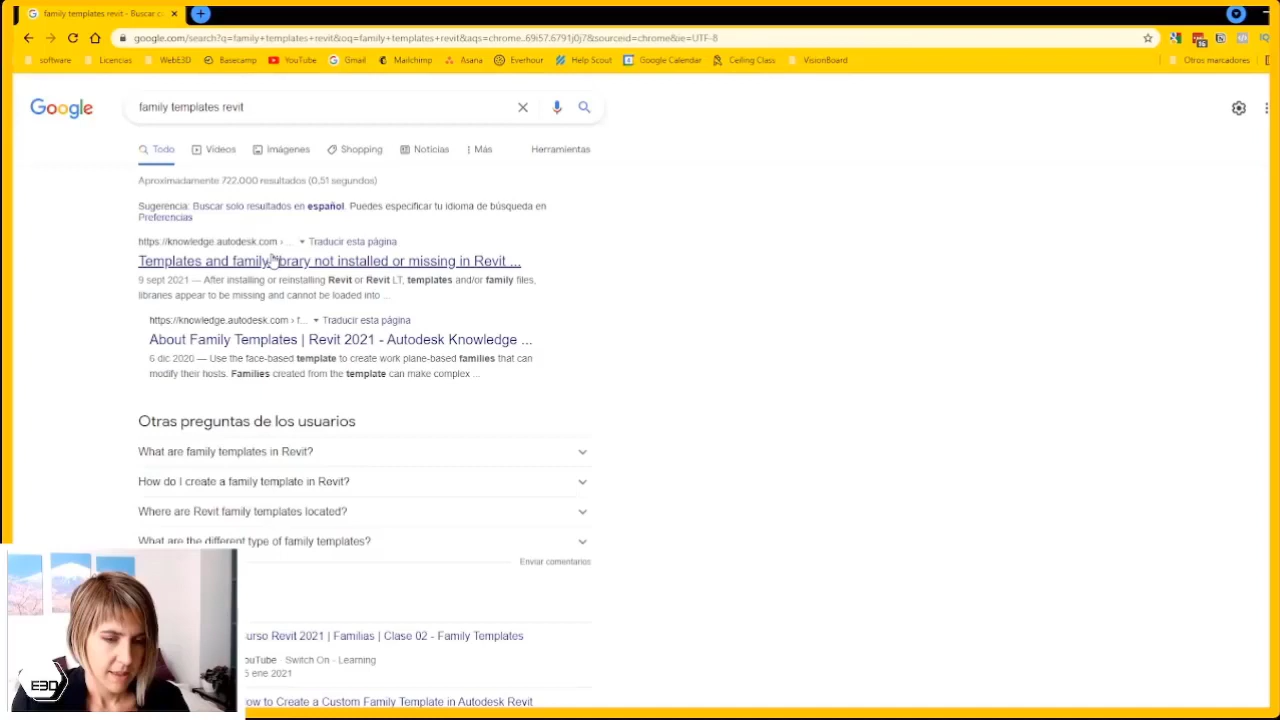 family templates revit - Buscar c
google.com/search?q=family+templates+revit&oq=family+templates+revit&aqs=chrome..69i57.6791j0j7&sourceid=chrome&ie=UTF-8
software Licencias WebE3D Basecamp YouTube Gmail Mailchimp Asana Everhour Help Scout Google Calendar Ceiling Class VisionBoard Otros marcadores
Google family templates revit
Todo Vídeos Imágenes Shopping Noticias Más Herramientas
Aproximadamente 722.000 resultados (0,51 segundos)
Sugerencia: Buscar solo resultados en español. Puedes especificar tu idioma de búsqueda en
Preferencias
https://knowledge.autodesk.com › ... Traducir esta página
Templates and family library not installed or missing in Revit ...
9 sept 2021 — After installing or reinstalling Revit or Revit LT, templates and/or family files,
libraries appear to be missing and cannot be loaded into ...
https://knowledge.autodesk.com › f... Traducir esta página
About Family Templates | Revit 2021 - Autodesk Knowledge ...
6 dic 2020 — Use the face-based template to create work plane-based families that can
modify their hosts. Families created from the template can make complex ...
Otras preguntas de los usuarios
What are family templates in Revit?
How do I create a family template in Revit?
Where are Revit family templates located?
What are the different type of family templates?
Enviar comentarios
urso Revit 2021 | Familias | Clase 02 - Family Templates
ouTube · Switch On - Learning
5 ene 2021
ow to Create a Custom Family Template in Autodesk Revit
E3D